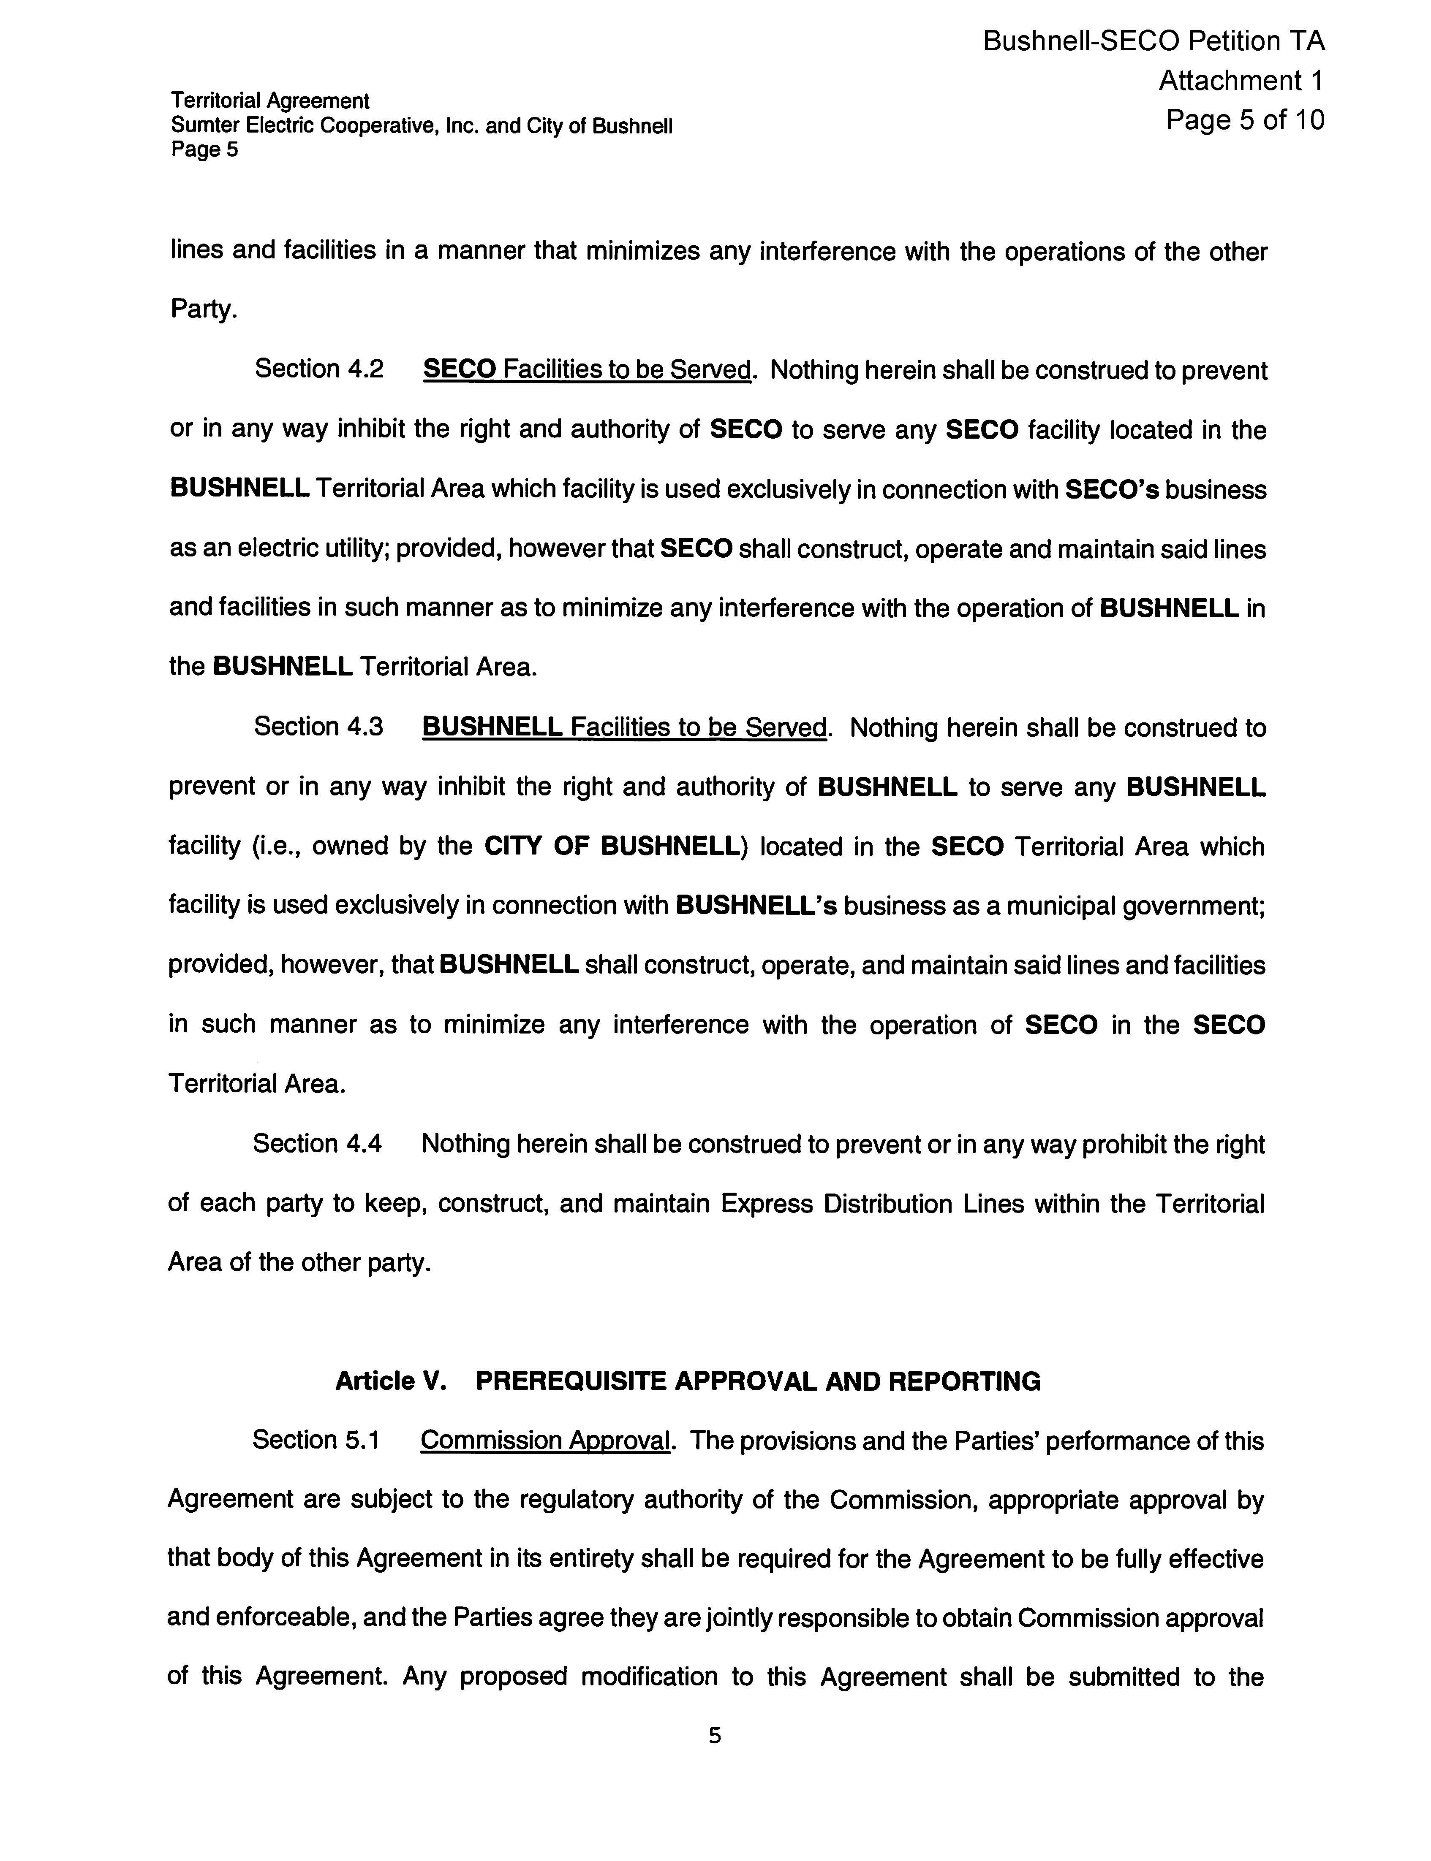 Bushnell-SECO Petition TA
Attachment 1
Page 5 of 10
Territorial Agreement
Sumter Electric Cooperative, Inc. and City of Bushnell
Page 5
lines and facilities in a manner that minimizes any interference with the operations of the other
Party.
Section 4.2 SECO Facilities to be Served. Nothing herein shall be construed to prevent
or in any way inhibit the right and authority of SECO to serve any SECO facility located in the
BUSHNELL Territorial Area which facility is used exclusively in connection with SECO's business
as an electric utility; provided, however that SECO shall construct, operate and maintain said lines
and facilities in such manner as to minimize any interference with the operation of BUSHNELL in
the BUSHNELL Territorial Area.
Section 4.3 BUSHNELL Facilities to be Served. Nothing herein shall be construed to
prevent or in any way inhibit the right and authority of BUSHNELL to serve any BUSHNELL
facility (i.e., owned by the CITY OF BUSHNELL) located in the SECO Territorial Area which
facility is used exclusively in connection with BUSHNELL's business as a municipal government;
provided, however, that BUSHNELL shall construct, operate, and maintain said lines and facilities
in such manner as to minimize any interference with the operation of SECO in the SECO
Territorial Area.
Section 4.4 Nothing herein shall be construed to prevent or in any way prohibit the right
of each party to keep, construct, and maintain Express Distribution Lines within the Territorial
Area of the other party.
Article V. PREREQUISITE APPROVAL AND REPORTING
Section 5.1 Commission Approval. The provisions and the Parties' performance of this
Agreement are subject to the regulatory authority of the Commission, appropriate approval by
that body of this Agreement in its entirety shall be required for the Agreement to be fully effective
and enforceable, and the Parties agree they are jointly responsible to obtain Commission approval
of this Agreement. Any proposed modification to this Agreement shall be submitted to the
5